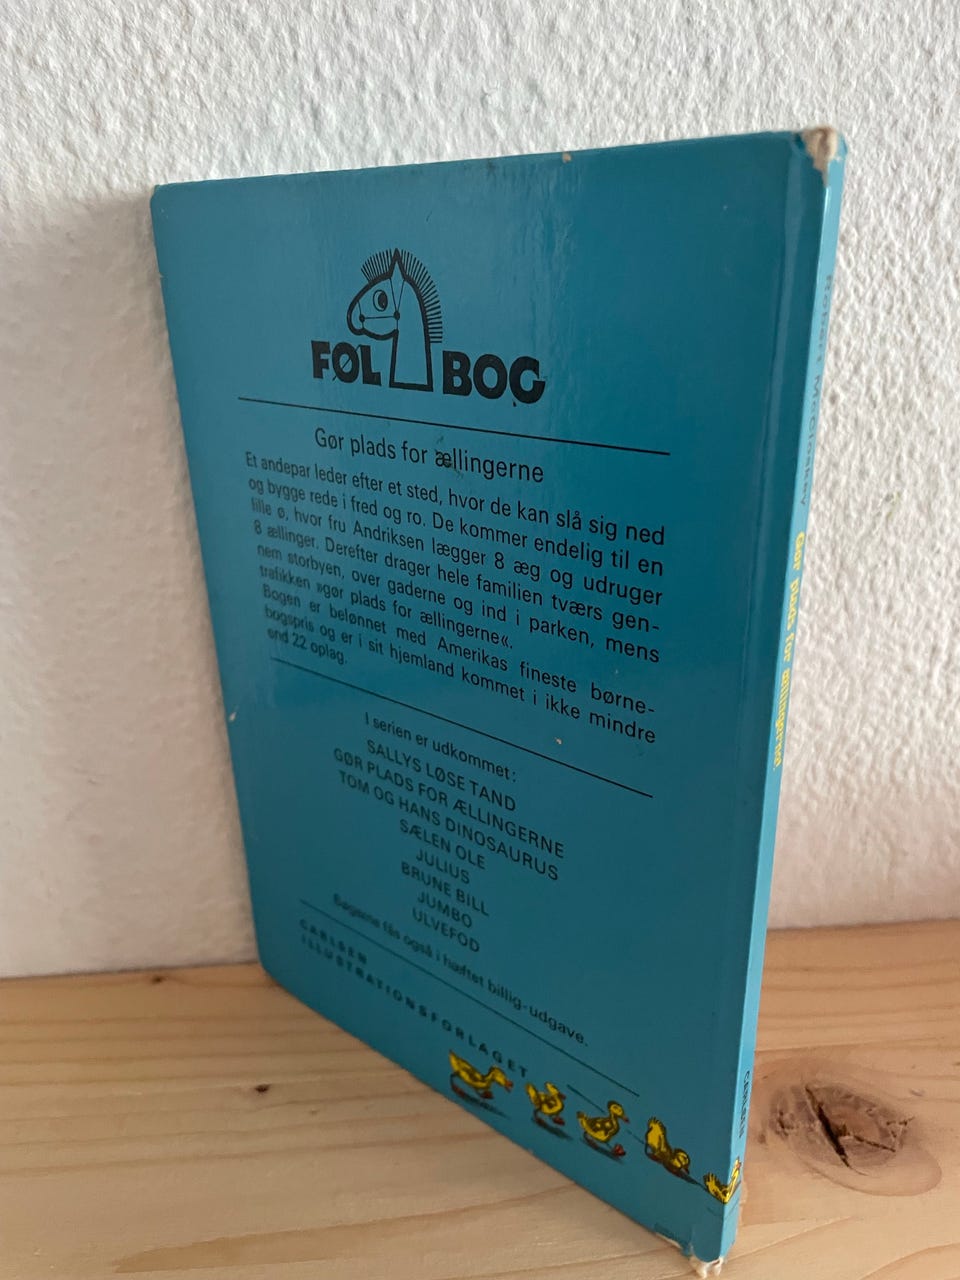 FØL BOG
Gør plads for ællingerne
Et andepar leder efter et sted, hvor de kan slå sig ned
og bygge rede i fred og ro. De kommer endelig til en
lille ø, hvor fru Andriksen lægger 8 æg og udruger
8 ællinger. Derefter drager hele familien tværs gen-
nem storbyen, over gaderne og ind i parken, mens
trafikken »gør plads for ællingerne«.
Bogen er belønnet med Amerikas fineste børne-
bogspris og er i sit hjemland kommet i ikke mindre
end 22 oplag.
I serien er udkommet:
SALLYS LØSE TAND
GØR PLADS FOR ÆLLINGERNE
TOM OG HANS DINOSAURUS
SÆLEN OLE
JULIUS
BRUNE BILL
JUMBO
ULVEFOD
Bøgerne fås også i hæftet billig-udgave.
CARLSEN
ILLUSTRATIONSFORLAGET
Robert McCloskey Gør plads for ællingerne. CARLSEN